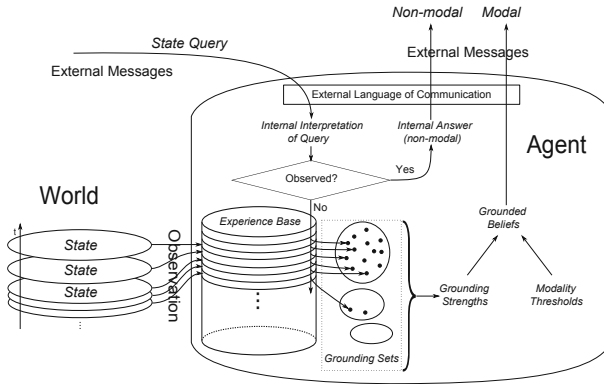 Non-modal Modal
State Query
External Messages
External Messages
External Language of Communication
Internal Interpretation
of Query
Internal Answer
(non-modal)
Agent
Observed?
Yes
No
World
t
Observation
Experience Base
State
State
State
Grounded
Beliefs
Grounding
Strengths
Modality
Thresholds
Grounding Sets